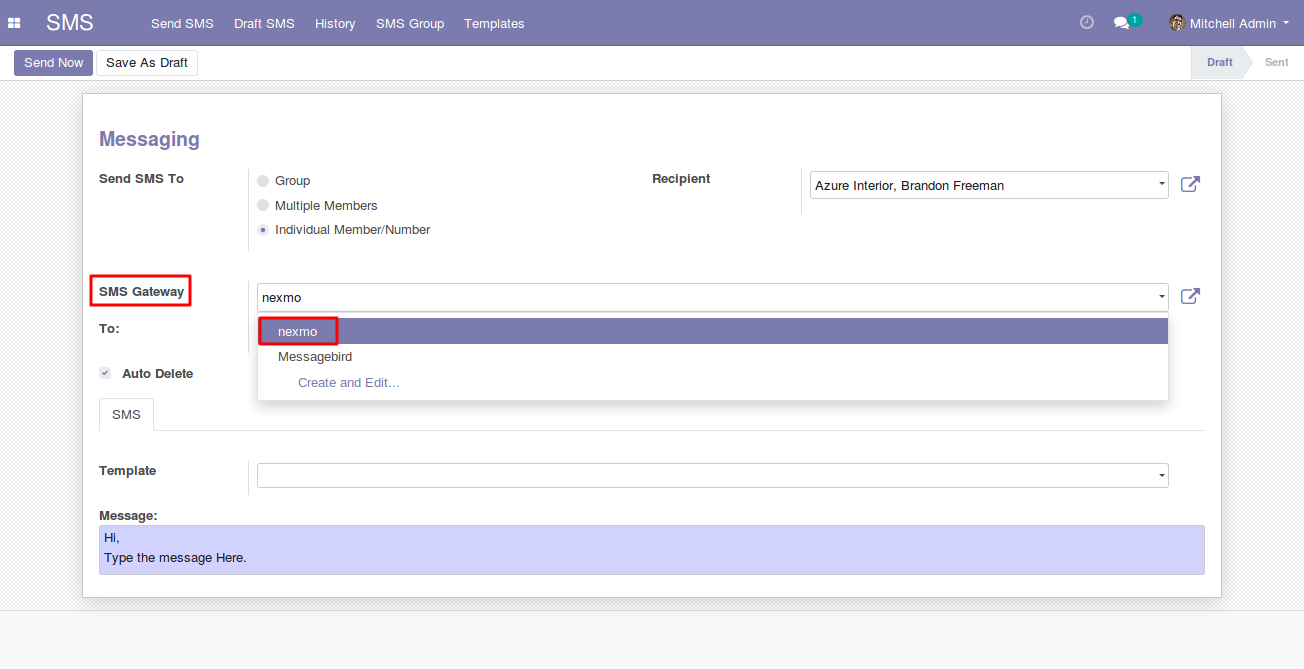 SMS Send SMS Draft SMS History SMS Group Templates 1 Mitchell Admin
Send Now Save As Draft Draft Sent
Messaging
Send SMS To Group Recipient Azure Interior, Brandon Freeman
Multiple Members
Individual Member/Number
SMS Gateway nexmo
To: nexmo
Messagebird
Auto Delete Create and Edit...
SMS
Template
Message:
Hi,
Type the message Here.